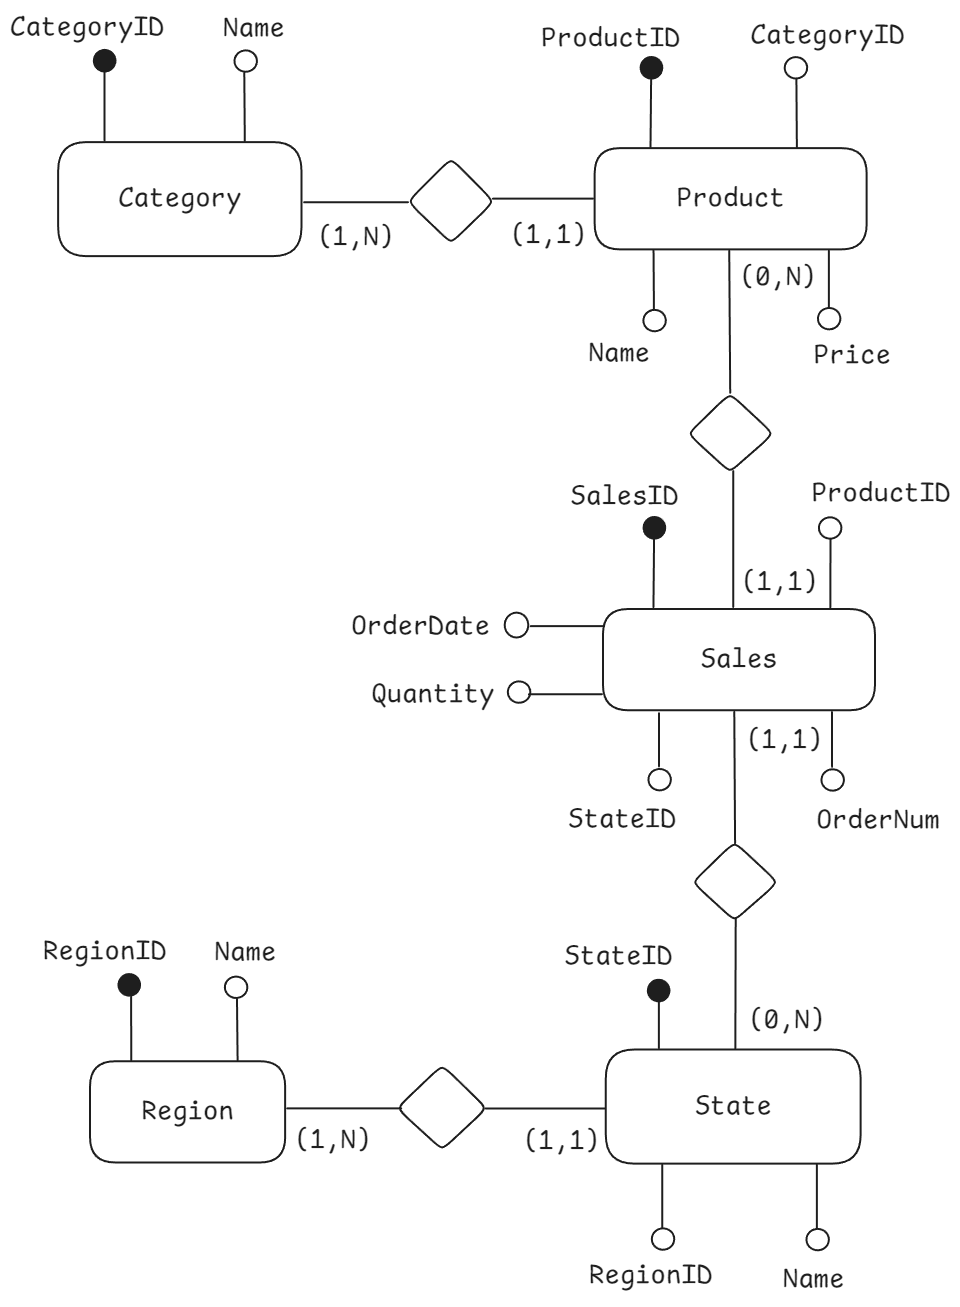 CategoryID
Name
ProductID
CategoryID
Category
(1,N)
(1,1)
Product
(0,N)
Name
Price
SalesID
ProductID
(1,1)
OrderDate
Sales
Quantity
(1,1)
StateID
OrderNum
RegionID
Name
StateID
(0,N)
Region
(1,N)
(1,1)
State
RegionID
Name